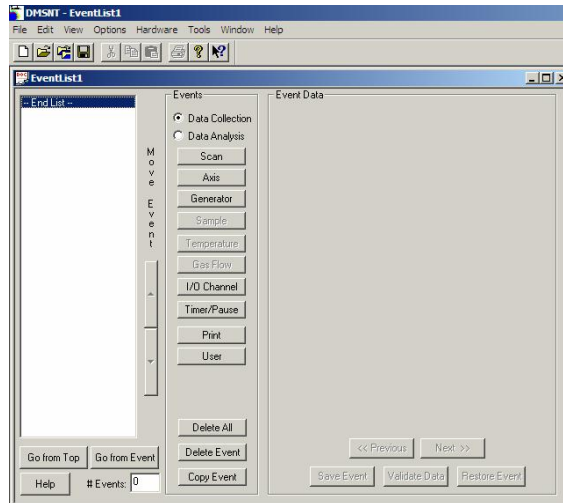 DMSNT - EventList1
File Edit View Options Hardware Tools Window Help
EventList1
-- End List --
Move Event
Events
Data Collection
Data Analysis
Scan
Axis
Generator
Sample
Temperature
Gas Flow
I/O Channel
Timer/Pause
Print
User
Delete All
Delete Event
Copy Event
Go from Top Go from Event
Help # Events: 0
Event Data
<< Previous Next >>
Save Event Validate Data Restore Event